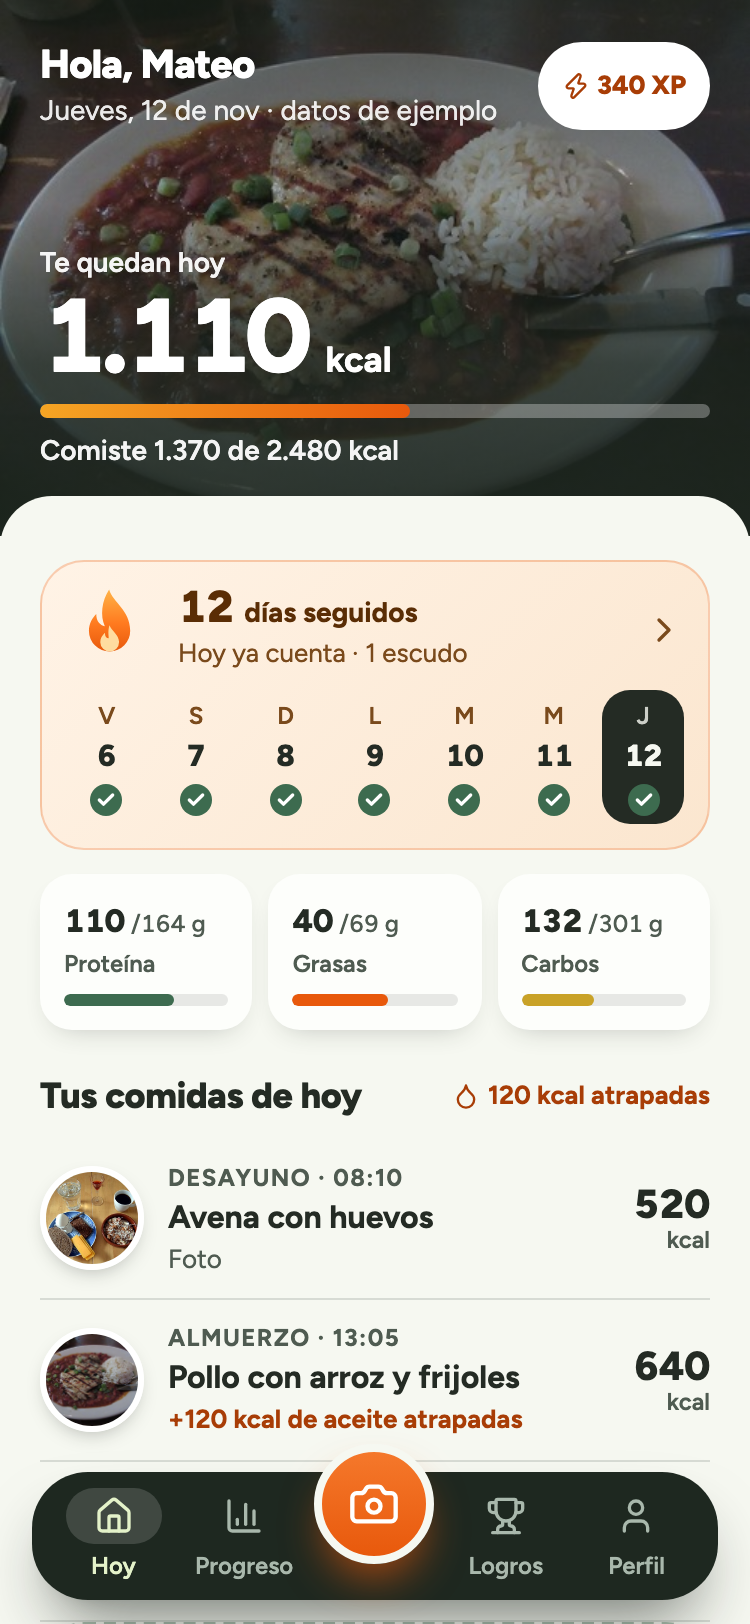 Hola, Mateo
Jueves, 12 de nov · datos de ejemplo
340 XP
Te quedan hoy
1.110 kcal
Comiste 1.370 de 2.480 kcal
12 días seguidos
Hoy ya cuenta · 1 escudo
V S D L M M J
6 7 8 9 10 11 12
110 /164 g
Proteína
40 /69 g
Grasas
132 /301 g
Carbos
Tus comidas de hoy
120 kcal atrapadas
DESAYUNO · 08:10
Avena con huevos
Foto
520
kcal
ALMUERZO · 13:05
Pollo con arroz y frijoles
+120 kcal de aceite atrapadas
640
kcal
Hoy
Progreso
Logros
Perfil